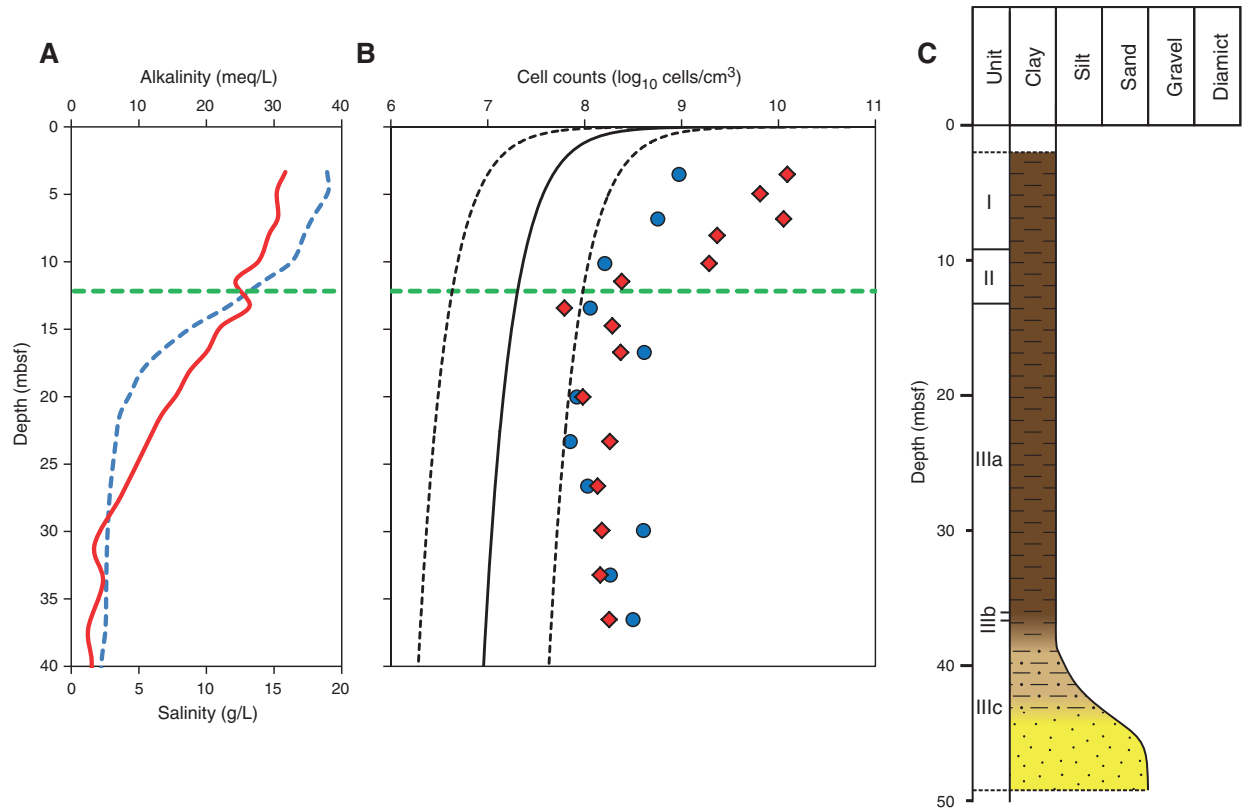 A
Alkalinity (meq/L)
0 10 20 30 40
0
5
10
15
20
25
30
35
40
Depth (mbsf)
0 5 10 15 20
Salinity (g/L)
B
Cell counts (log10 cells/cm3)
6 7 8 9 10 11
C
Unit
Clay
Silt
Sand
Gravel
Diamict
0
10
20
30
40
50
Depth (mbsf)
I
II
IIIa
IIIb
IIIc